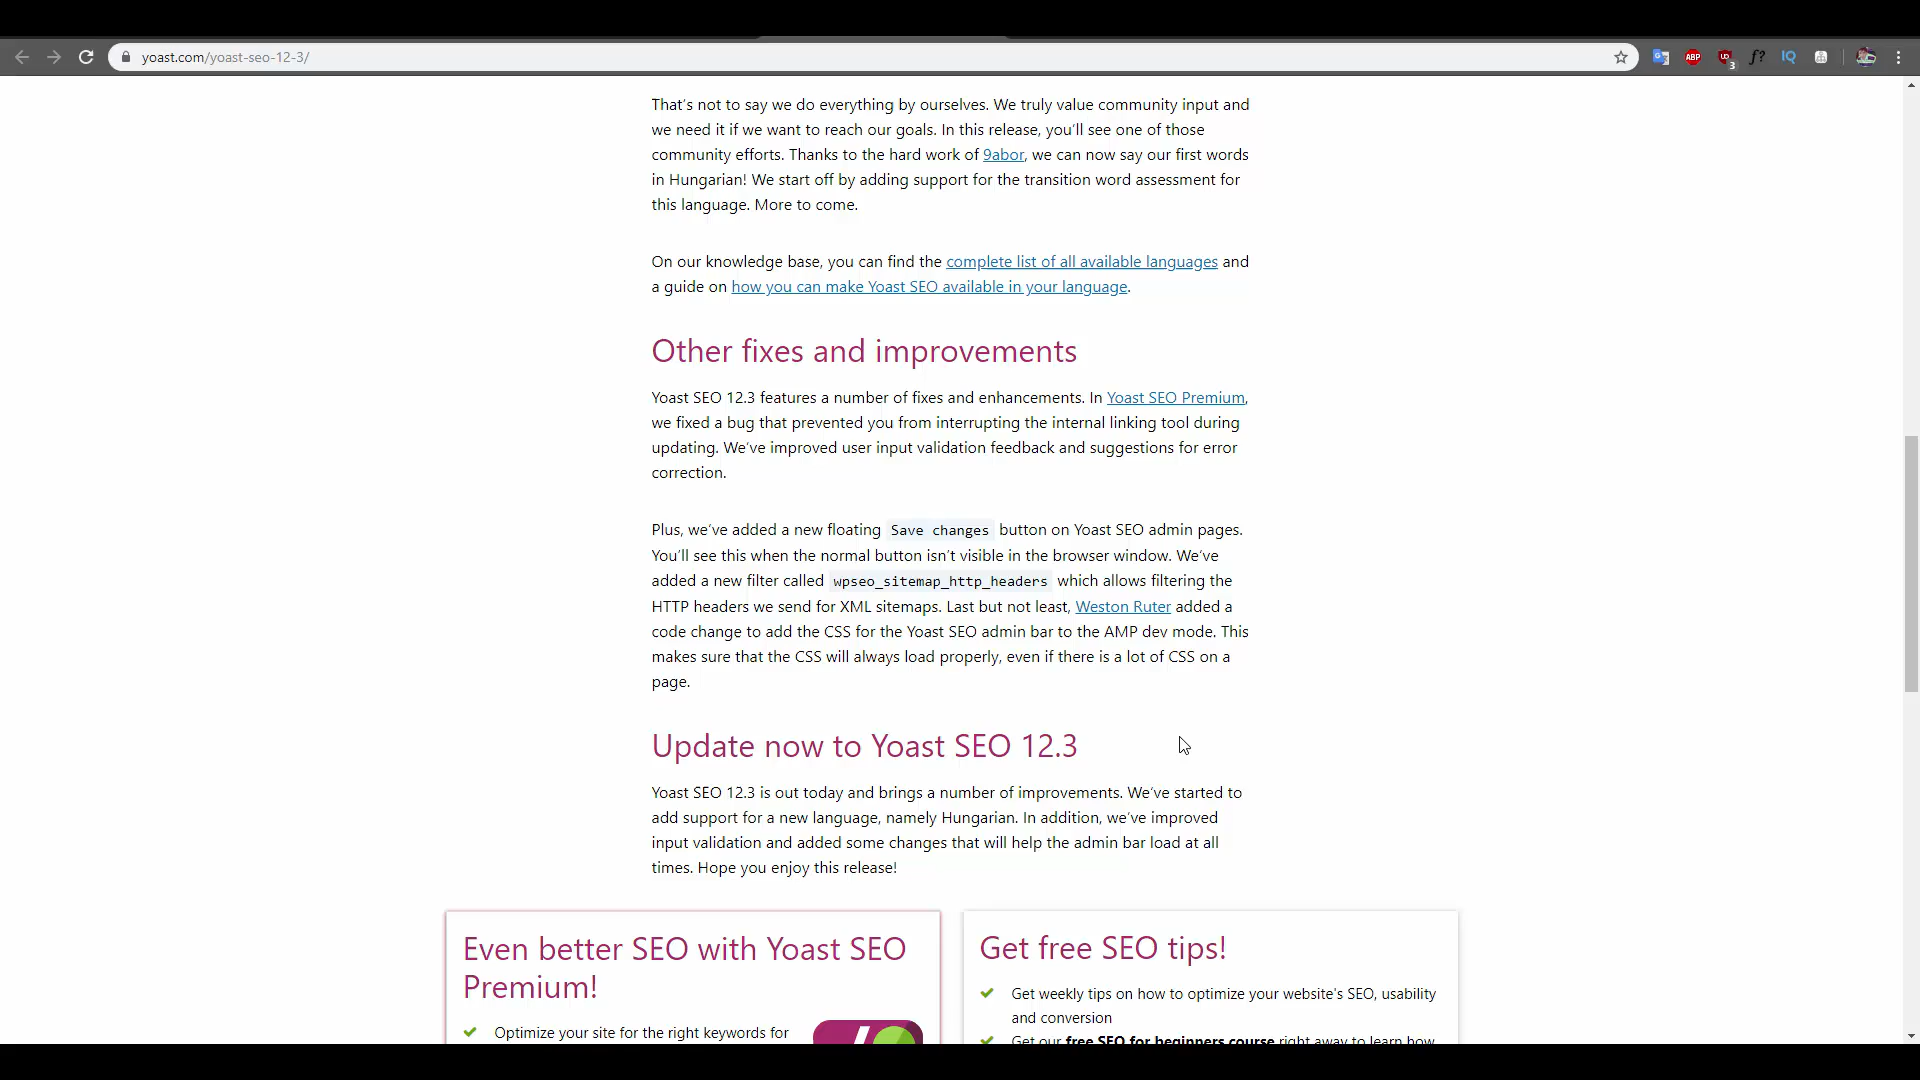 yoast.com/yoast-seo-12-3/
ABP
3
f?
IQ
That's not to say we do everything by ourselves. We truly value community input and
we need it if we want to reach our goals. In this release, you'll see one of those
community efforts. Thanks to the hard work of 9abor, we can now say our first words
in Hungarian! We start off by adding support for the transition word assessment for
this language. More to come.
On our knowledge base, you can find the complete list of all available languages and
a guide on how you can make Yoast SEO available in your language.
Other fixes and improvements
Yoast SEO 12.3 features a number of fixes and enhancements. In Yoast SEO Premium,
we fixed a bug that prevented you from interrupting the internal linking tool during
updating. We've improved user input validation feedback and suggestions for error
correction.
Plus, we've added a new floating Save changes button on Yoast SEO admin pages.
You'll see this when the normal button isn't visible in the browser window. We've
added a new filter called wpseo_sitemap_http_headers which allows filtering the
HTTP headers we send for XML sitemaps. Last but not least, Weston Ruter added a
code change to add the CSS for the Yoast SEO admin bar to the AMP dev mode. This
makes sure that the CSS will always load properly, even if there is a lot of CSS on a
page.
Update now to Yoast SEO 12.3
Yoast SEO 12.3 is out today and brings a number of improvements. We've started to
add support for a new language, namely Hungarian. In addition, we've improved
input validation and added some changes that will help the admin bar load at all
times. Hope you enjoy this release!
Even better SEO with Yoast SEO
Premium!
Optimize your site for the right keywords for
Get free SEO tips!
Get weekly tips on how to optimize your website's SEO, usability
and conversion
Get our free SEO for beginners course right away to learn how